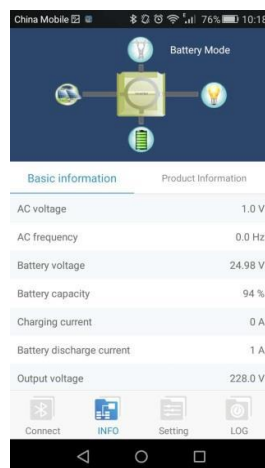 China Mobile 76% 10:18
Battery Mode
Basic information Product Information
AC voltage 1.0 V
AC frequency 0.0 Hz
Battery voltage 24.98 V
Battery capacity 94 %
Charging current 0 A
Battery discharge current 1 A
Output voltage 228.0 V
Connect INFO Setting LOG